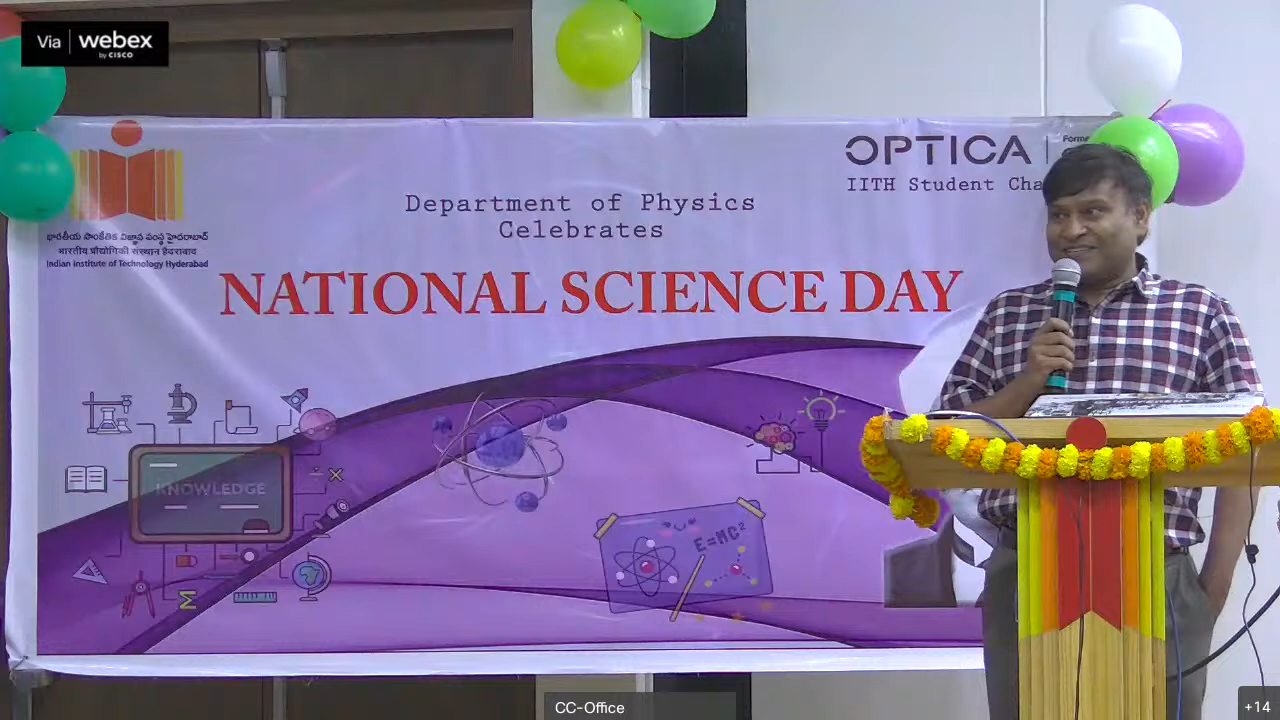 Via | webex
by CISCO
OPTICA | Forme
IITH Student Cha
Department of Physics
Celebrates
భారతీయ సాంకేతిక విజ్ఞాన సంస్థ హైదరాబాద్
भारतीय प्रौद्योगिकी संस्थान हैदराबाद
Indian Institute of Technology Hyderabad
NATIONAL SCIENCE DAY
KNOWLEDGE
E=MC²
CC-Office
+14